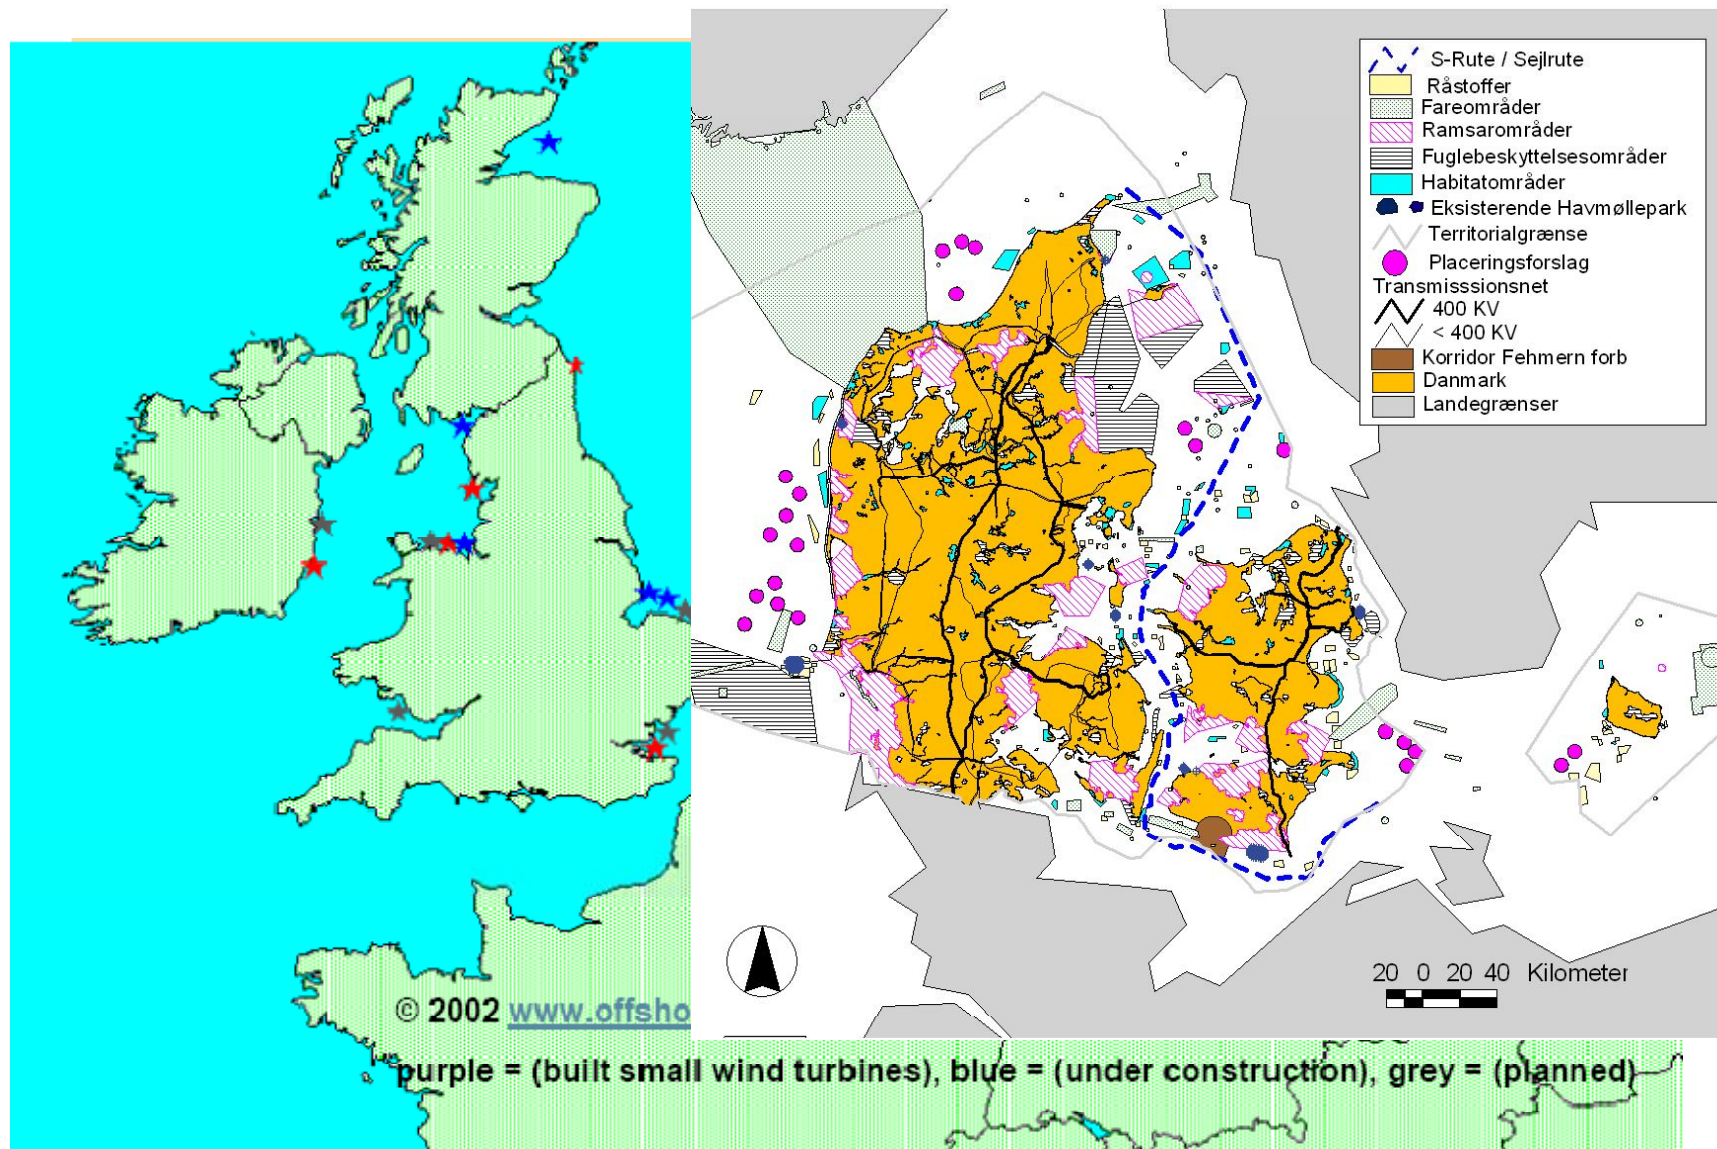 S-Rute / Sejlrute
Råstoffer
Fareområder
Ramsarområder
Fuglebeskyttelsesområder
Habitatområder
Eksisterende Havmøllepark
Territorialgrænse
Placeringsforslag
Transmisssionsnet
400 KV
< 400 KV
Korridor Fehmern forb
Danmark
Landegrænser
20 0 20 40 Kilometer
© 2002 www.offsho
purple = (built small wind turbines), blue = (under construction), grey = (planned)